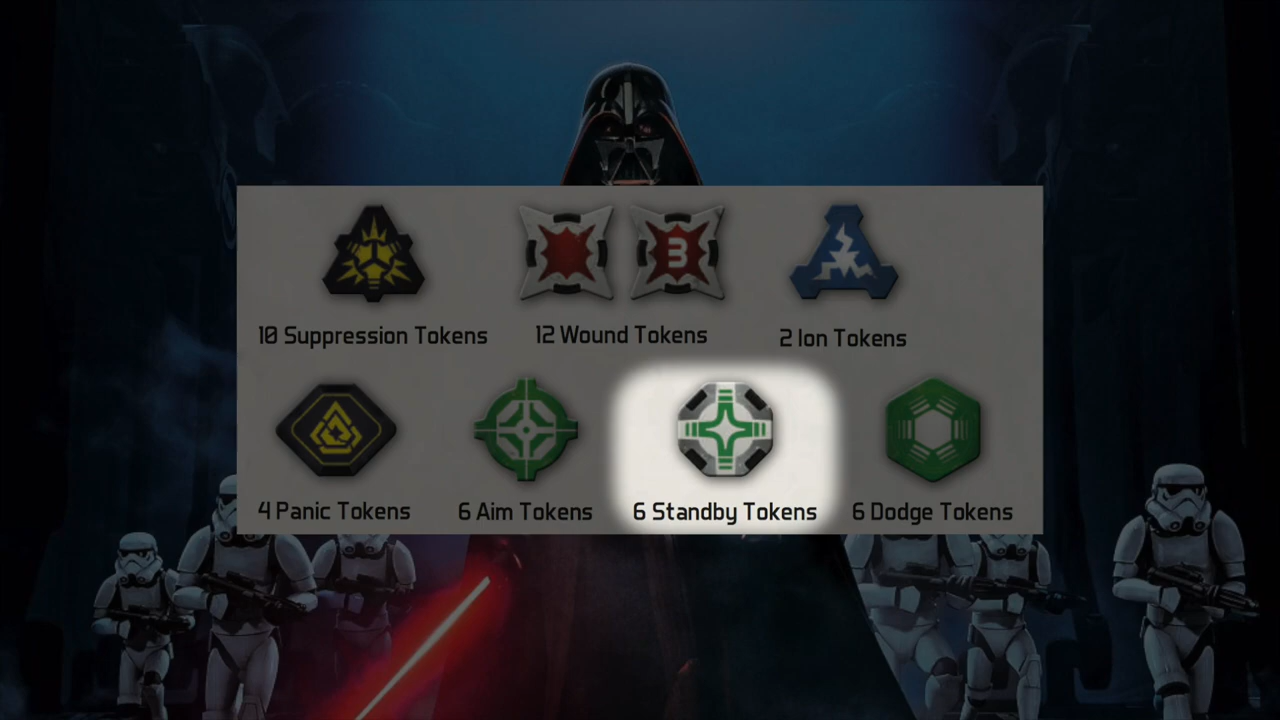 3
10 Suppression Tokens
12 Wound Tokens
2 Ion Tokens
4 Panic Tokens
6 Aim Tokens
6 Standby Tokens
6 Dodge Tokens